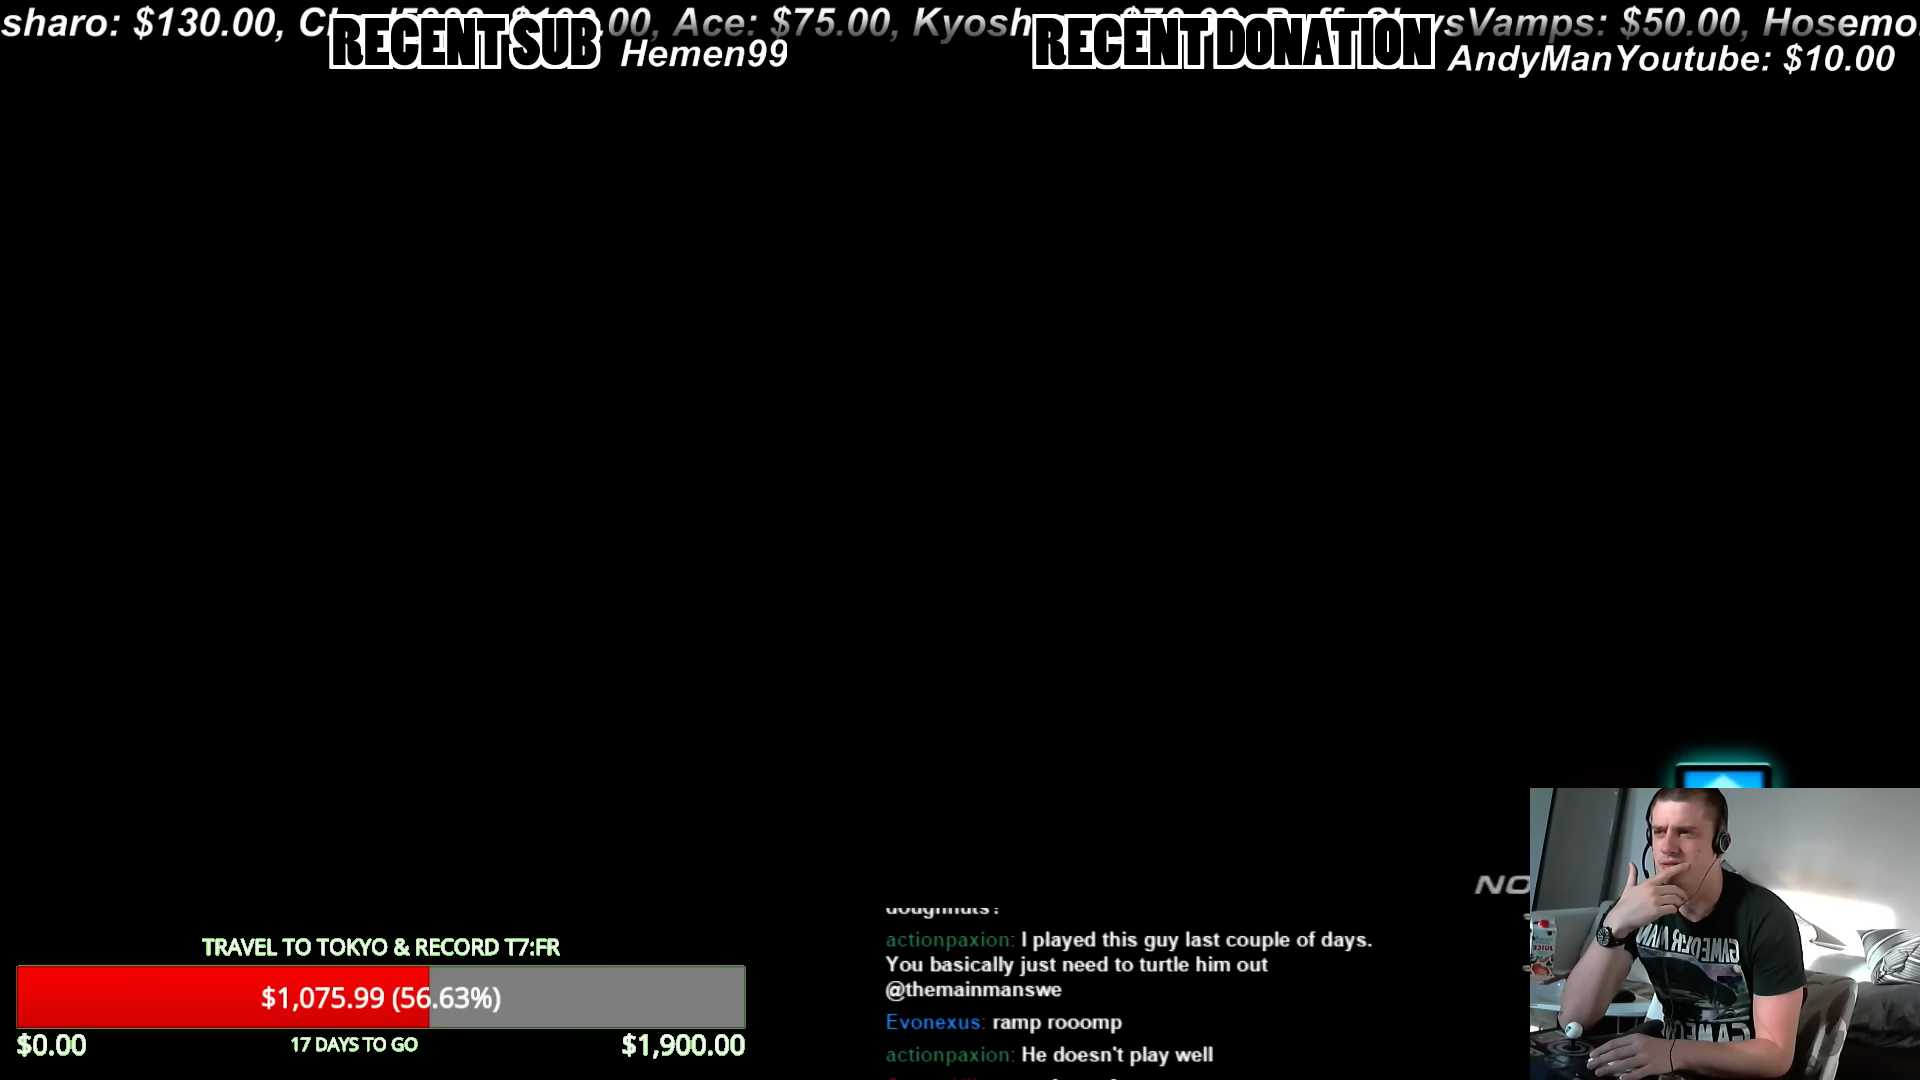 sharo: $130.00, .00, Ace: $75.00, Kyosh sVamps: $50.00, Hosemo
RECENT SUB Hemen99
RECENT DONATION AndyManYoutube: $10.00
NO
doughnuts?
actionpaxion: I played this guy last couple of days.
You basically just need to turtle him out
@themainmanswe
Evonexus: ramp rooomp
actionpaxion: He doesn't play well
TRAVEL TO TOKYO & RECORD T7:FR
$1,075.99 (56.63%)
$0.00 17 DAYS TO GO $1,900.00